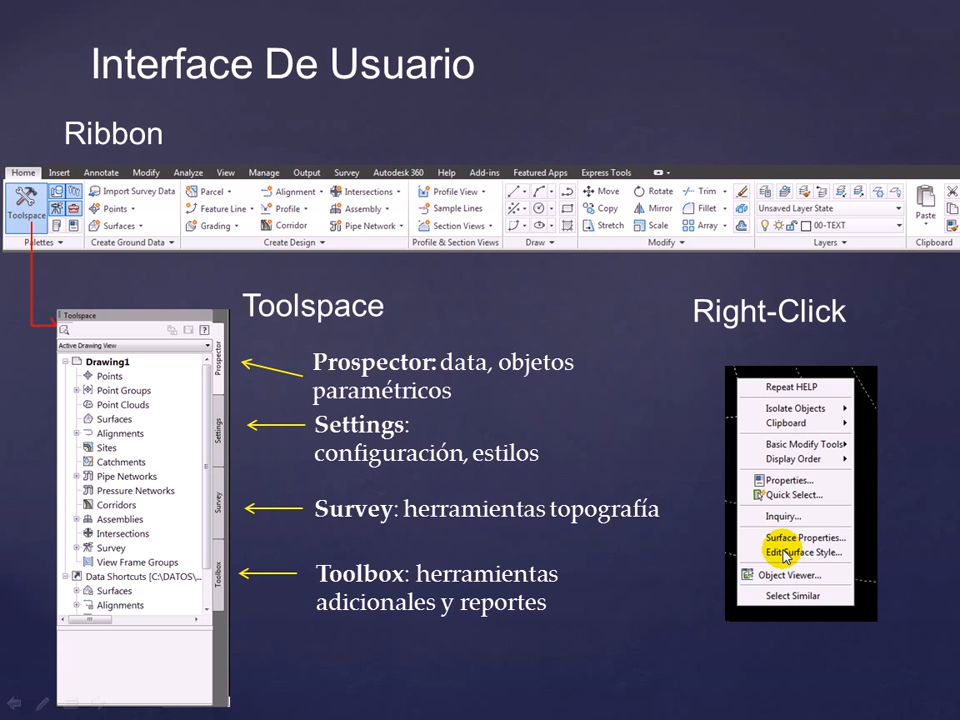 Interface De Usuario
Ribbon
Home Insert Annotate Modify Analyze View Manage Output Survey Autodesk 360 Help Add-ins Featured Apps Express Tools
Toolspace
Palettes
Import Survey Data
Points
Surfaces
Create Ground Data
Parcel
Feature Line
Grading
Alignment
Profile
Corridor
Intersections
Assembly
Pipe Network
Create Design
Profile View
Sample Lines
Section Views
Profile & Section Views
Draw
Move Rotate Trim
Copy Mirror Fillet
Stretch Scale Array
Modify
Unsaved Layer State
00-TEXT
Layers
Paste
Clipboard
Toolspace
Active Drawing View
Drawing1
Points
Point Groups
Point Clouds
Surfaces
Alignments
Sites
Catchments
Pipe Networks
Pressure Networks
Corridors
Assemblies
Intersections
Survey
View Frame Groups
Data Shortcuts [C:\DATOS\...
Surfaces
Alignments
Prospector
Settings
Survey
Toolbox
Toolspace
Prospector: data, objetos
paramétricos
Settings:
configuración, estilos
Survey: herramientas topografía
Toolbox: herramientas
adicionales y reportes
Right-Click
Repeat HELP
Isolate Objects
Clipboard
Basic Modify Tools
Display Order
Properties...
Quick Select...
Inquiry...
Surface Properties...
Edit Surface Style...
Object Viewer...
Select Similar